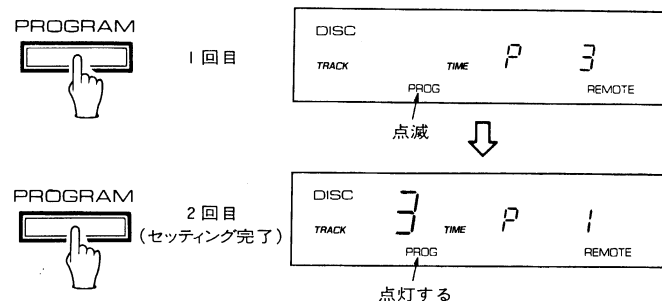 PROGRAM
1回目
DISC
TRACK TIME P 3
PROG REMOTE
点滅
PROGRAM
2回目
(セッティング完了)
DISC
TRACK 3 TIME P 1
PROG REMOTE
点灯する